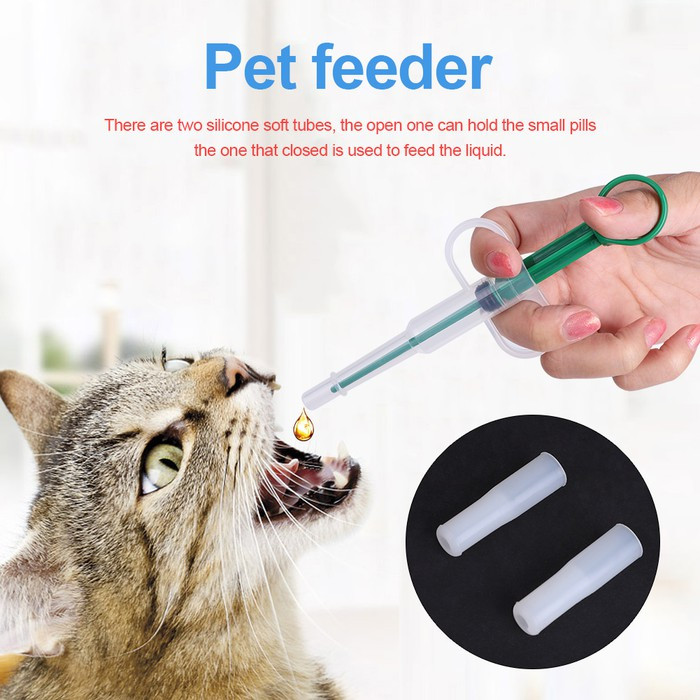 Pet feeder
There are two silicone soft tubes, the open one can hold the small pills
the one that closed is used to feed the liquid.